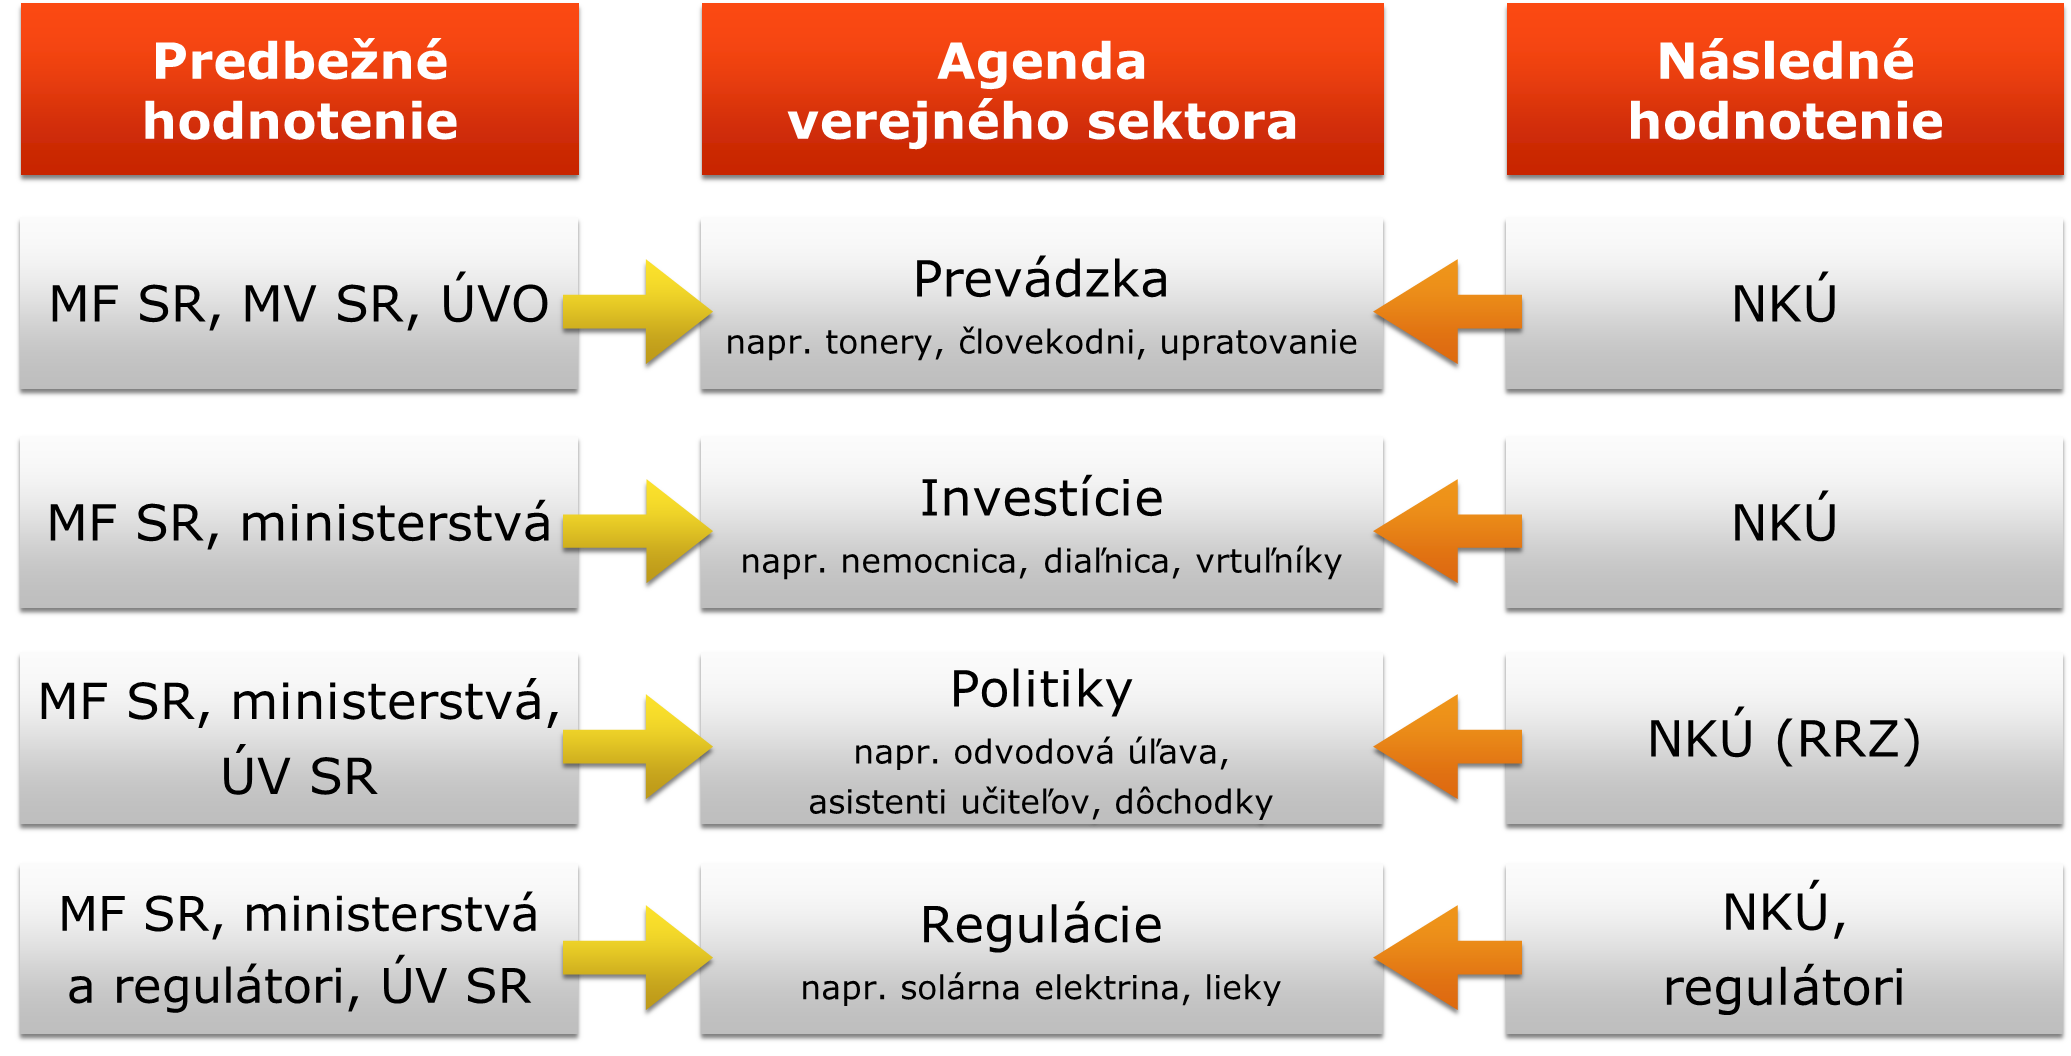 Predbežné
hodnotenie
Agenda
verejného sektora
Následné
hodnotenie
MF SR, MV SR, ÚVO
Prevádzka
napr. tonery, človekodni, upratovanie
NKÚ
MF SR, ministerstvá
Investície
napr. nemocnica, diaľnica, vrtuľníky
NKÚ
MF SR, ministerstvá,
ÚV SR
Politiky
napr. odvodová úľava,
asistenti učiteľov, dôchodky
NKÚ (RRZ)
MF SR, ministerstvá
a regulátori, ÚV SR
Regulácie
napr. solárna elektrina, lieky
NKÚ,
regulátori